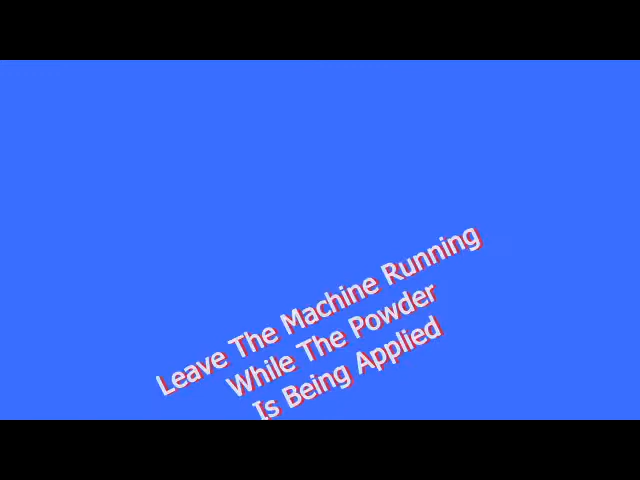 Leave The Machine Running
While The Powder
Is Being Applied